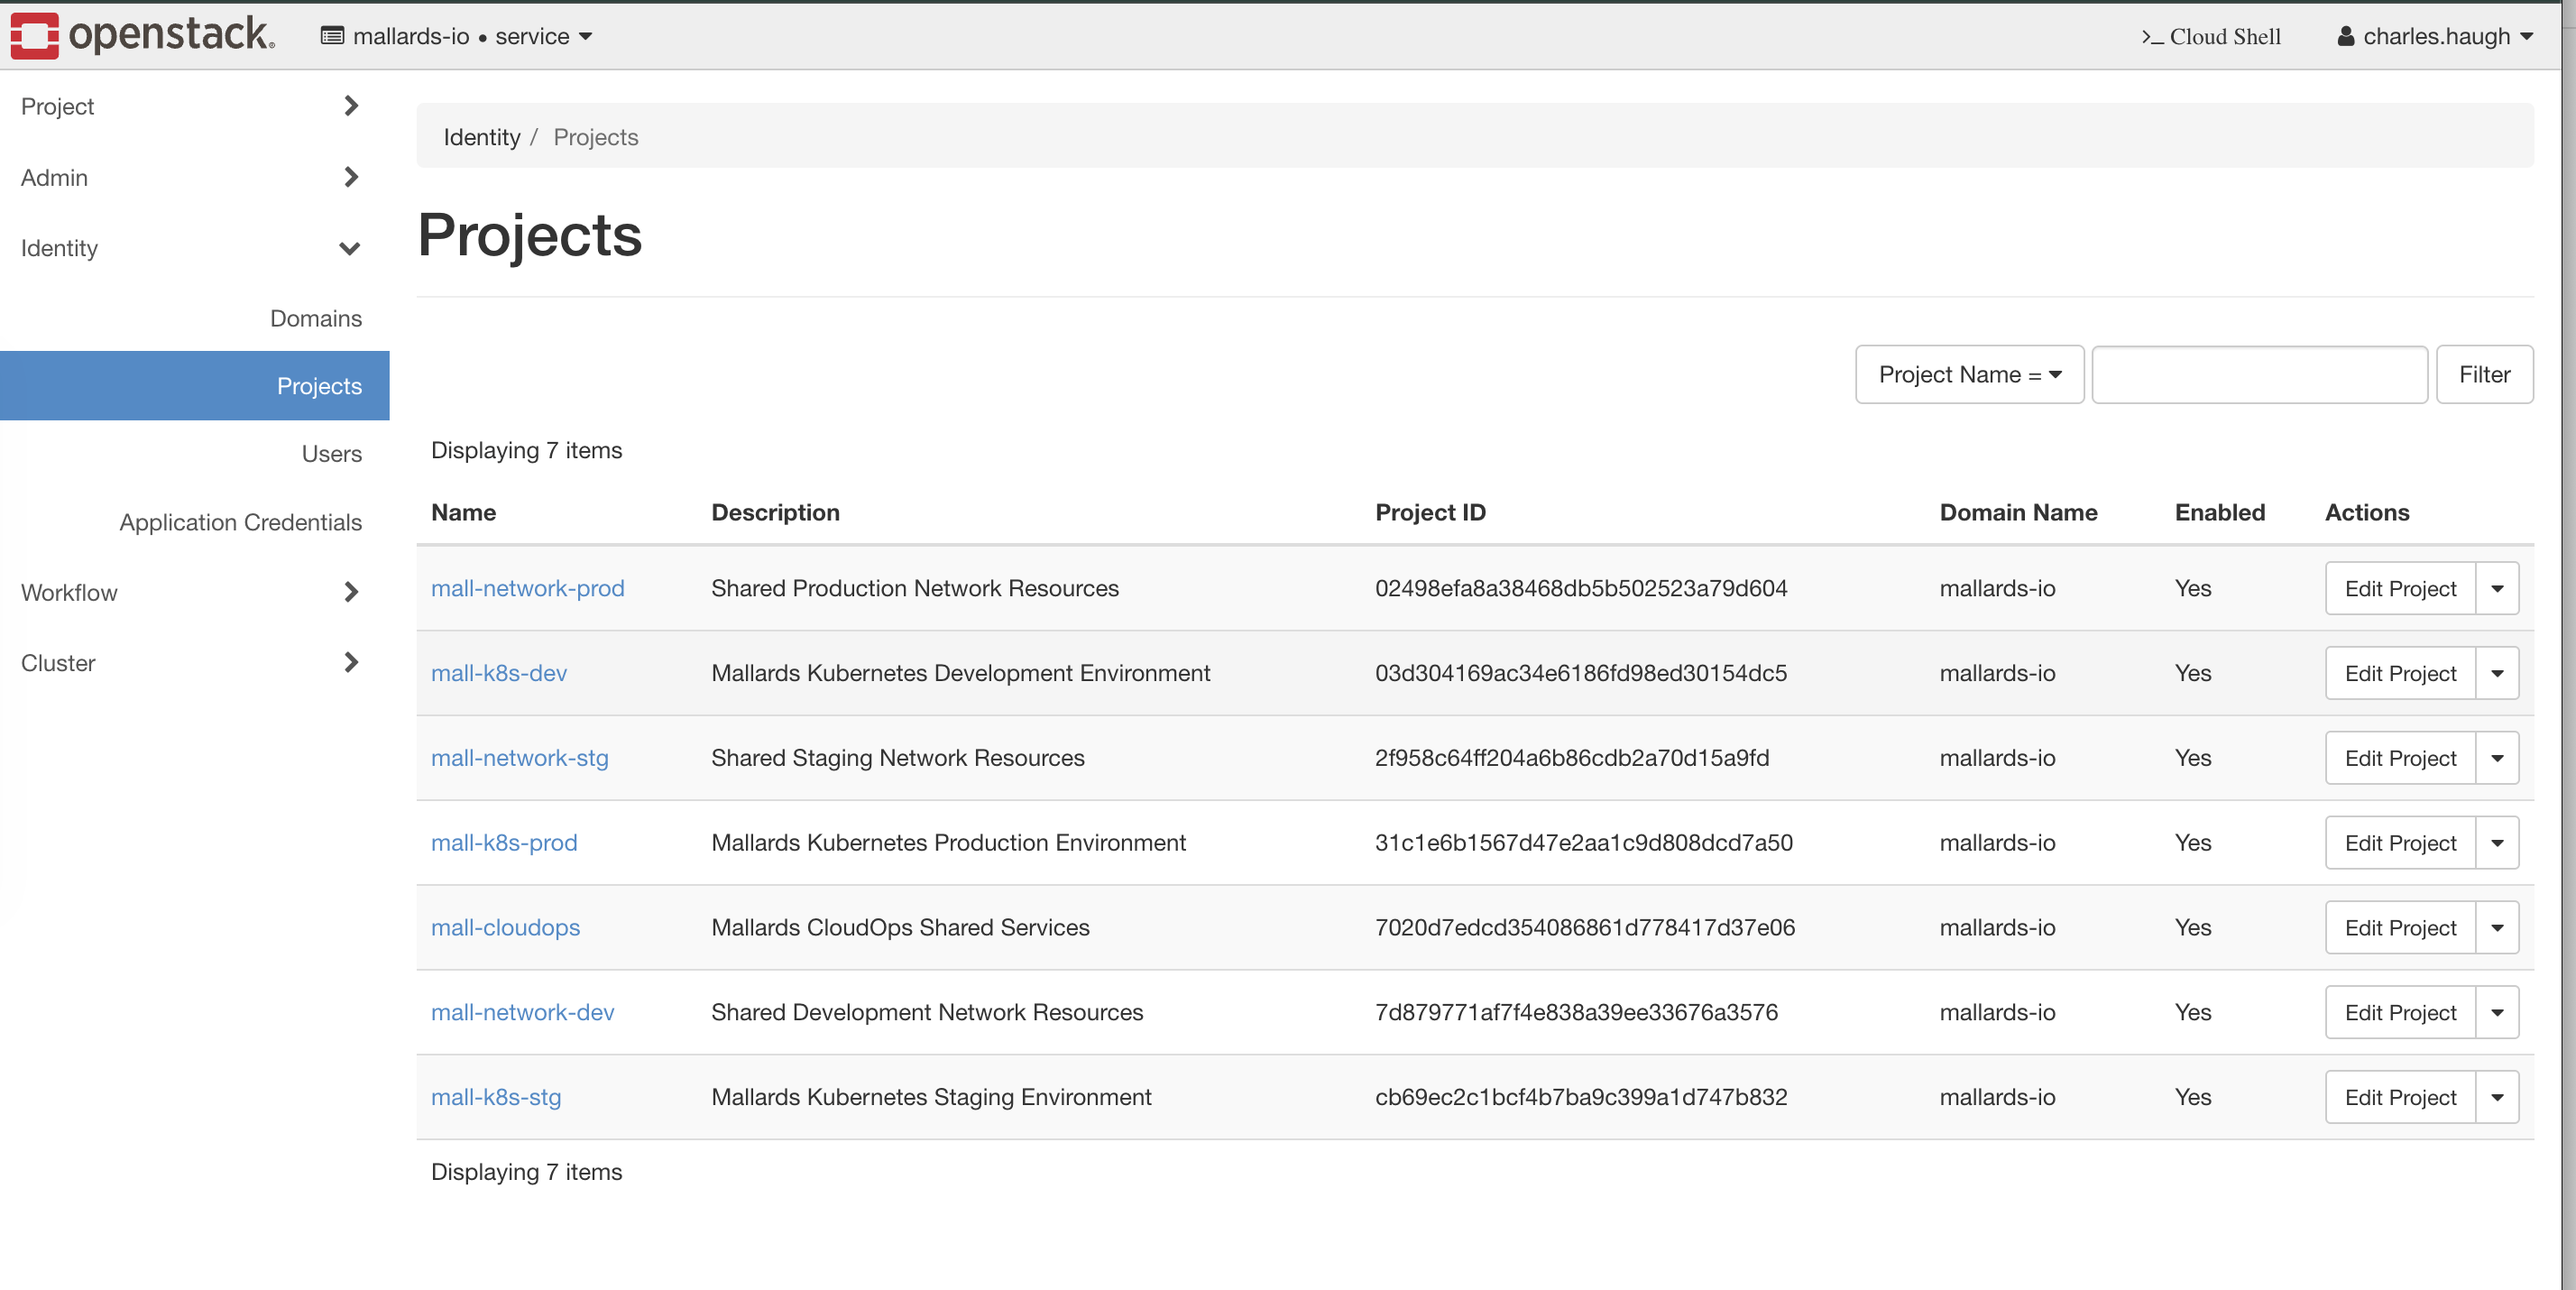 openstack. mallards-io • service >_ Cloud Shell charles.haugh
Project
Admin
Identity
Domains
Projects
Users
Application Credentials
Workflow
Cluster
Identity / Projects
Projects
Project Name = Filter
Displaying 7 items
Name Description Project ID Domain Name Enabled Actions
mall-network-prod Shared Production Network Resources 02498efa8a38468db5b502523a79d604 mallards-io Yes Edit Project
mall-k8s-dev Mallards Kubernetes Development Environment 03d304169ac34e6186fd98ed30154dc5 mallards-io Yes Edit Project
mall-network-stg Shared Staging Network Resources 2f958c64ff204a6b86cdb2a70d15a9fd mallards-io Yes Edit Project
mall-k8s-prod Mallards Kubernetes Production Environment 31c1e6b1567d47e2aa1c9d808dcd7a50 mallards-io Yes Edit Project
mall-cloudops Mallards CloudOps Shared Services 7020d7edcd354086861d778417d37e06 mallards-io Yes Edit Project
mall-network-dev Shared Development Network Resources 7d879771af7f4e838a39ee33676a3576 mallards-io Yes Edit Project
mall-k8s-stg Mallards Kubernetes Staging Environment cb69ec2c1bcf4b7ba9c399a1d747b832 mallards-io Yes Edit Project
Displaying 7 items